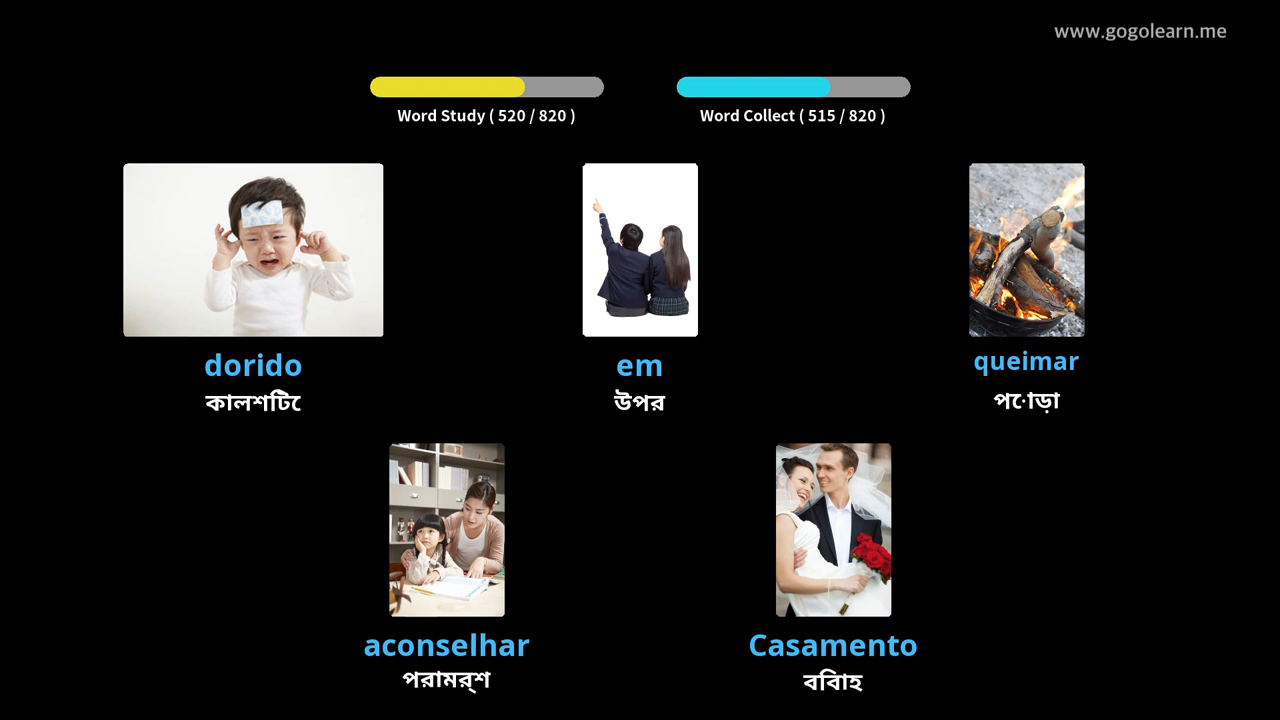 www.gogolearn.me
Word Study ( 520 / 820 )
Word Collect ( 515 / 820 )
dorido
কালশটিে
em
উপর
queimar
পোড়া
aconselhar
পরামর্‌শ
Casamento
ববিাহ